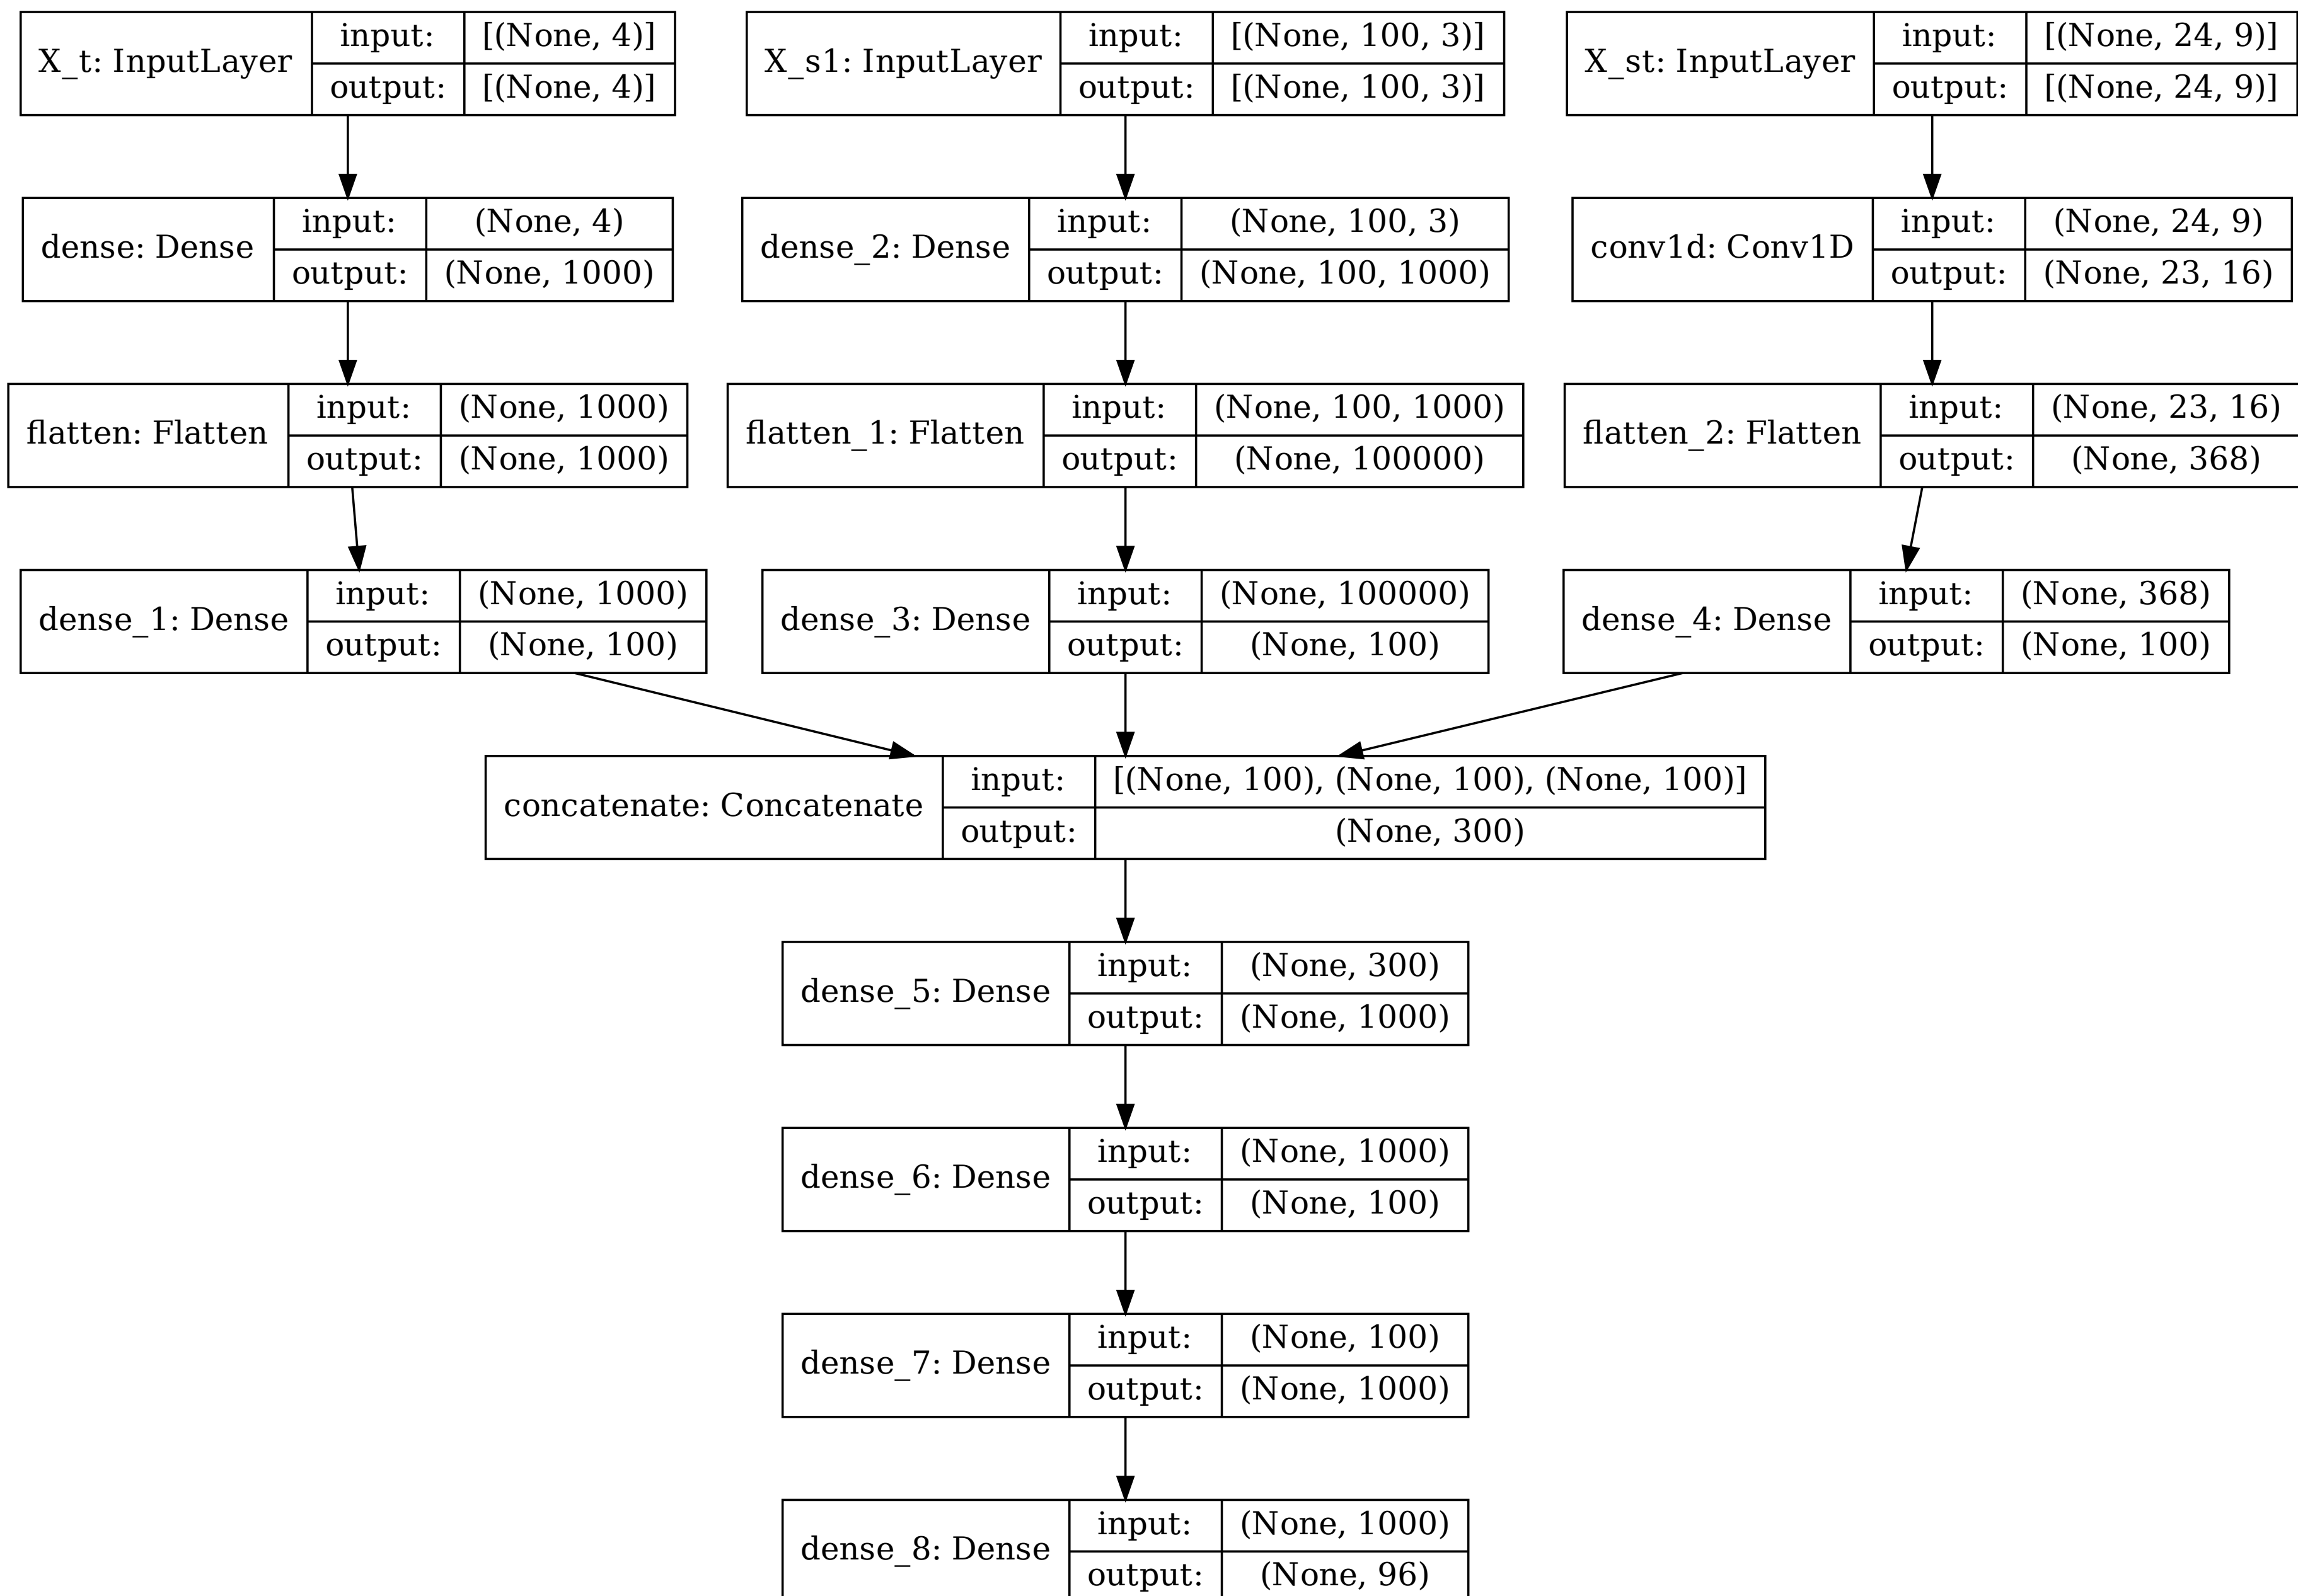 X_t: InputLayer
input:
[(None, 4)]
output:
[(None, 4)]
X_s1: InputLayer
input:
[(None, 100, 3)]
output:
[(None, 100, 3)]
X_st: InputLayer
input:
[(None, 24, 9)]
output:
[(None, 24, 9)]
dense: Dense
input:
(None, 4)
output:
(None, 1000)
dense_2: Dense
input:
(None, 100, 3)
output:
(None, 100, 1000)
conv1d: Conv1D
input:
(None, 24, 9)
output:
(None, 23, 16)
flatten: Flatten
input:
(None, 1000)
output:
(None, 1000)
flatten_1: Flatten
input:
(None, 100, 1000)
output:
(None, 100000)
flatten_2: Flatten
input:
(None, 23, 16)
output:
(None, 368)
dense_1: Dense
input:
(None, 1000)
output:
(None, 100)
dense_3: Dense
input:
(None, 100000)
output:
(None, 100)
dense_4: Dense
input:
(None, 368)
output:
(None, 100)
concatenate: Concatenate
input:
[(None, 100), (None, 100), (None, 100)]
output:
(None, 300)
dense_5: Dense
input:
(None, 300)
output:
(None, 1000)
dense_6: Dense
input:
(None, 1000)
output:
(None, 100)
dense_7: Dense
input:
(None, 100)
output:
(None, 1000)
dense_8: Dense
input:
(None, 1000)
output:
(None, 96)